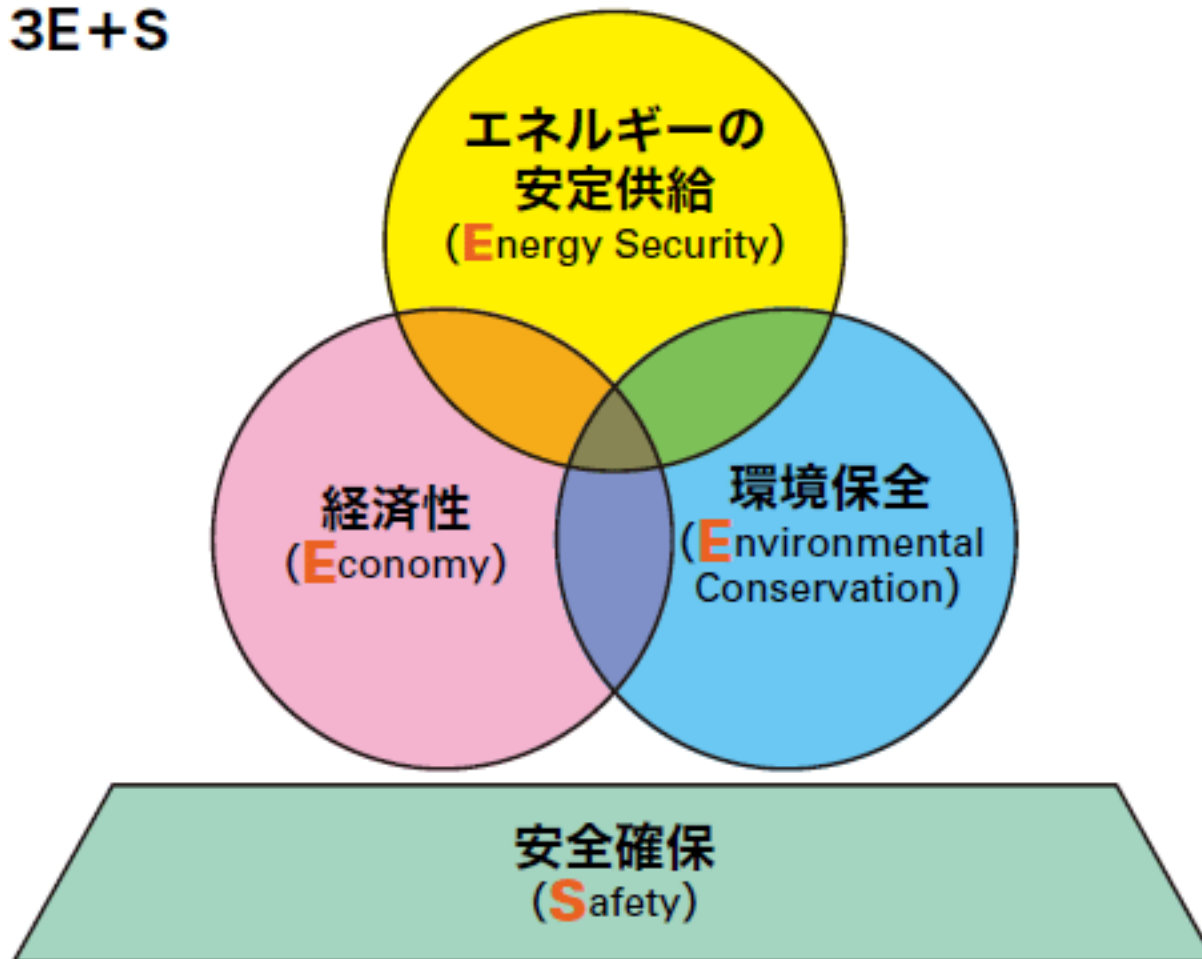 3E+S
エネルギーの
安定供給
(Energy Security)
経済性
(Economy)
環境保全
(Environmental
Conservation)
安全確保
(Safety)